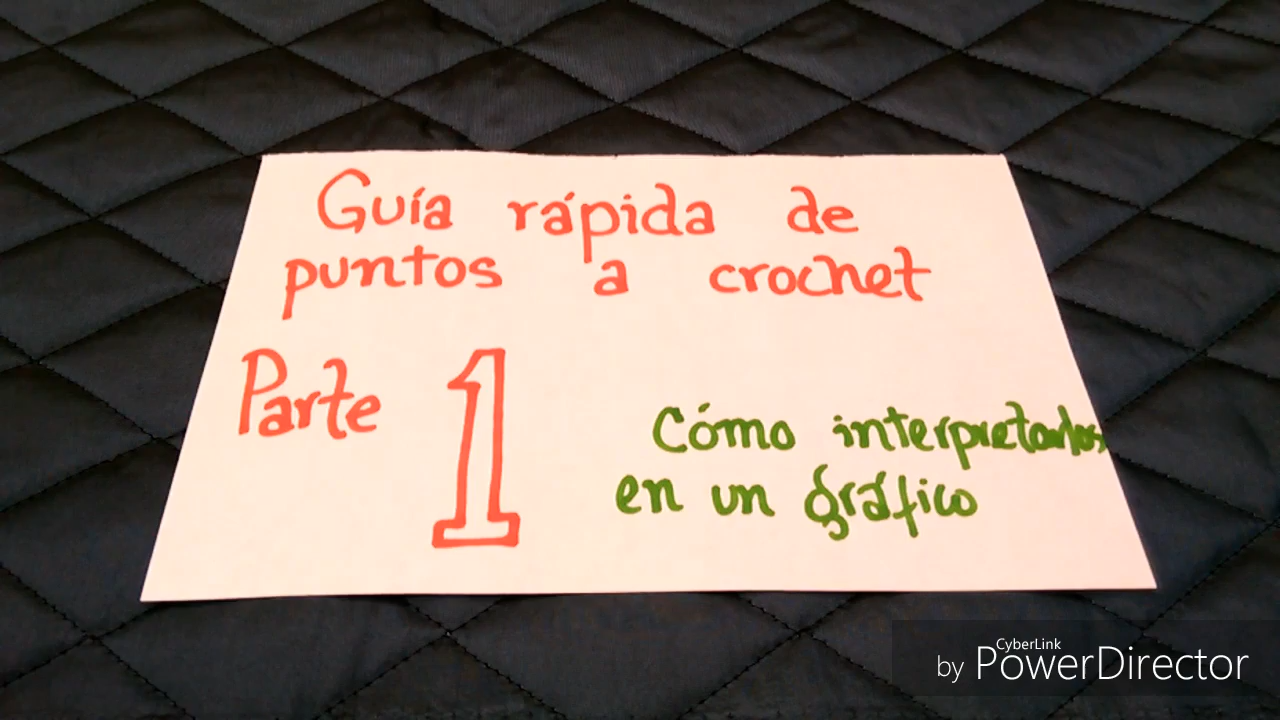 Guía rápida de
puntos a crochet
Parte 1
Cómo interpretarlos
en un gráfico
CyberLink
by PowerDirector